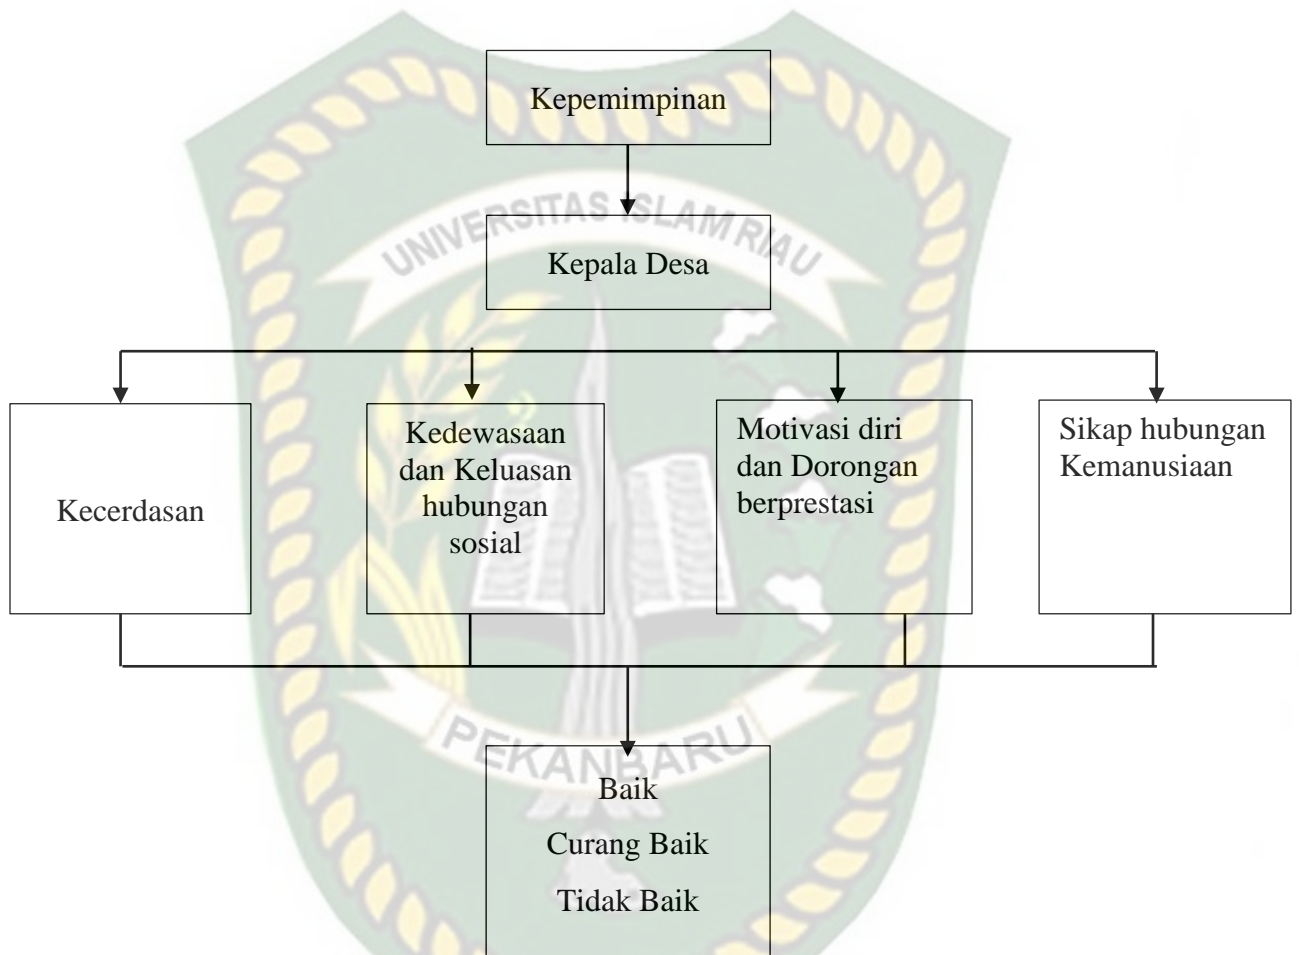 Kepemimpinan
UNIVERSITAS ISLAM RIAU
Kepala Desa
Kecerdasan
Kedewasaan
dan Keluasan
hubungan
sosial
Motivasi diri
dan Dorongan
berprestasi
Sikap hubungan
Kemanusiaan
PEKANBARU
Baik
Curang Baik
Tidak Baik